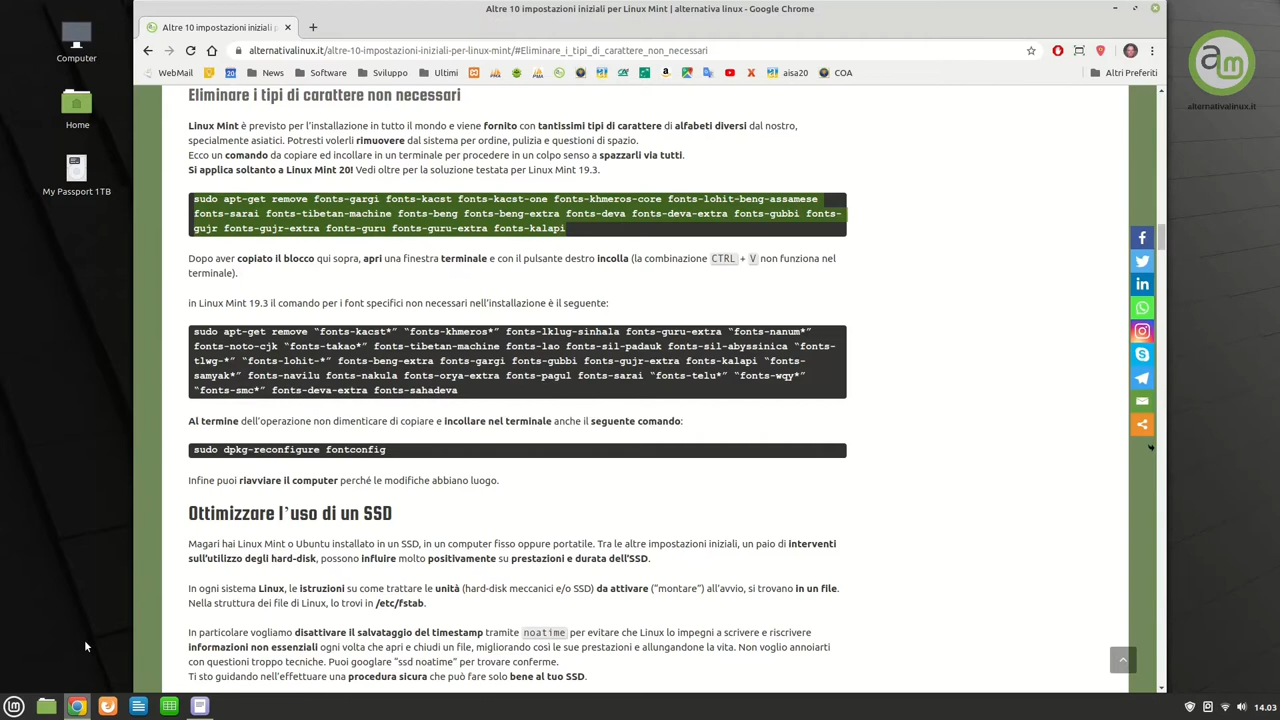 Altre 10 impostazioni iniziali per Linux Mint | alternativa linux - Google Chrome
Altre 10 impostazioni iniziali p
alternativalinux.it/altre-10-impostazioni-iniziali-per-linux-mint/#Eliminare_i_tipi_di_carattere_non_necessari
WebMail
News
Software
Sviluppo
Ultimi
aisa20
COA
Altri Preferiti
Computer
Home
My Passport 1TB
alternativalinux.it
Eliminare i tipi di carattere non necessari
Linux Mint è previsto per l'installazione in tutto il mondo e viene fornito con tantissimi tipi di carattere di alfabeti diversi dal nostro,
specialmente asiatici. Potresti volerli rimuovere dal sistema per ordine, pulizia e questioni di spazio.
Ecco un comando da copiare ed incollare in un terminale per procedere in un colpo senso a spazzarli via tutti.
Si applica soltanto a Linux Mint 20! Vedi oltre per la soluzione testata per Linux Mint 19.3.
sudo apt-get remove fonts-gargi fonts-kacst fonts-kacst-one fonts-khmeros-core fonts-lohit-beng-assamese
fonts-sarai fonts-tibetan-machine fonts-beng fonts-beng-extra fonts-deva fonts-deva-extra fonts-gubbi fonts-
gujr fonts-gujr-extra fonts-guru fonts-guru-extra fonts-kalapi
Dopo aver copiato il blocco qui sopra, apri una finestra terminale e con il pulsante destro incolla (la combinazione CTRL + V non funziona nel
terminale).
in Linux Mint 19.3 il comando per i font specifici non necessari nell'installazione è il seguente:
sudo apt-get remove “fonts-kacst*” “fonts-khmeros*” fonts-lklug-sinhala fonts-guru-extra “fonts-nanum*”
fonts-noto-cjk “fonts-takao*” fonts-tibetan-machine fonts-lao fonts-sil-padauk fonts-sil-abyssinica “fonts-
tlwg-*” “fonts-lohit-*” fonts-beng-extra fonts-gargi fonts-gubbi fonts-gujr-extra fonts-kalapi “fonts-
samyak*” fonts-navilu fonts-nakula fonts-orya-extra fonts-pagul fonts-sarai “fonts-telu*” “fonts-wqy*”
“fonts-smc*” fonts-deva-extra fonts-sahadeva
Al termine dell'operazione non dimenticare di copiare e incollare nel terminale anche il seguente comando:
sudo dpkg-reconfigure fontconfig
Infine puoi riavviare il computer perché le modifiche abbiano luogo.
Ottimizzare l’uso di un SSD
Magari hai Linux Mint o Ubuntu installato in un SSD, in un computer fisso oppure portatile. Tra le altre impostazioni iniziali, un paio di interventi
sull'utilizzo degli hard-disk, possono influire molto positivamente su prestazioni e durata dell'SSD.
In ogni sistema Linux, le istruzioni su come trattare le unità (hard-disk meccanici e/o SSD) da attivare (“montare”) all'avvio, si trovano in un file.
Nella struttura dei file di Linux, lo trovi in /etc/fstab.
In particolare vogliamo disattivare il salvataggio del timestamp tramite noatime per evitare che Linux lo impegni a scrivere e riscrivere
informazioni non essenziali ogni volta che apri e chiudi un file, migliorando così le sue prestazioni e allungandone la vita. Non voglio annoiarti
con questioni troppo tecniche. Puoi googlare “ssd noatime” per trovare conferme.
Ti sto guidando nell'effettuare una procedura sicura che può fare solo bene al tuo SSD.
14.03